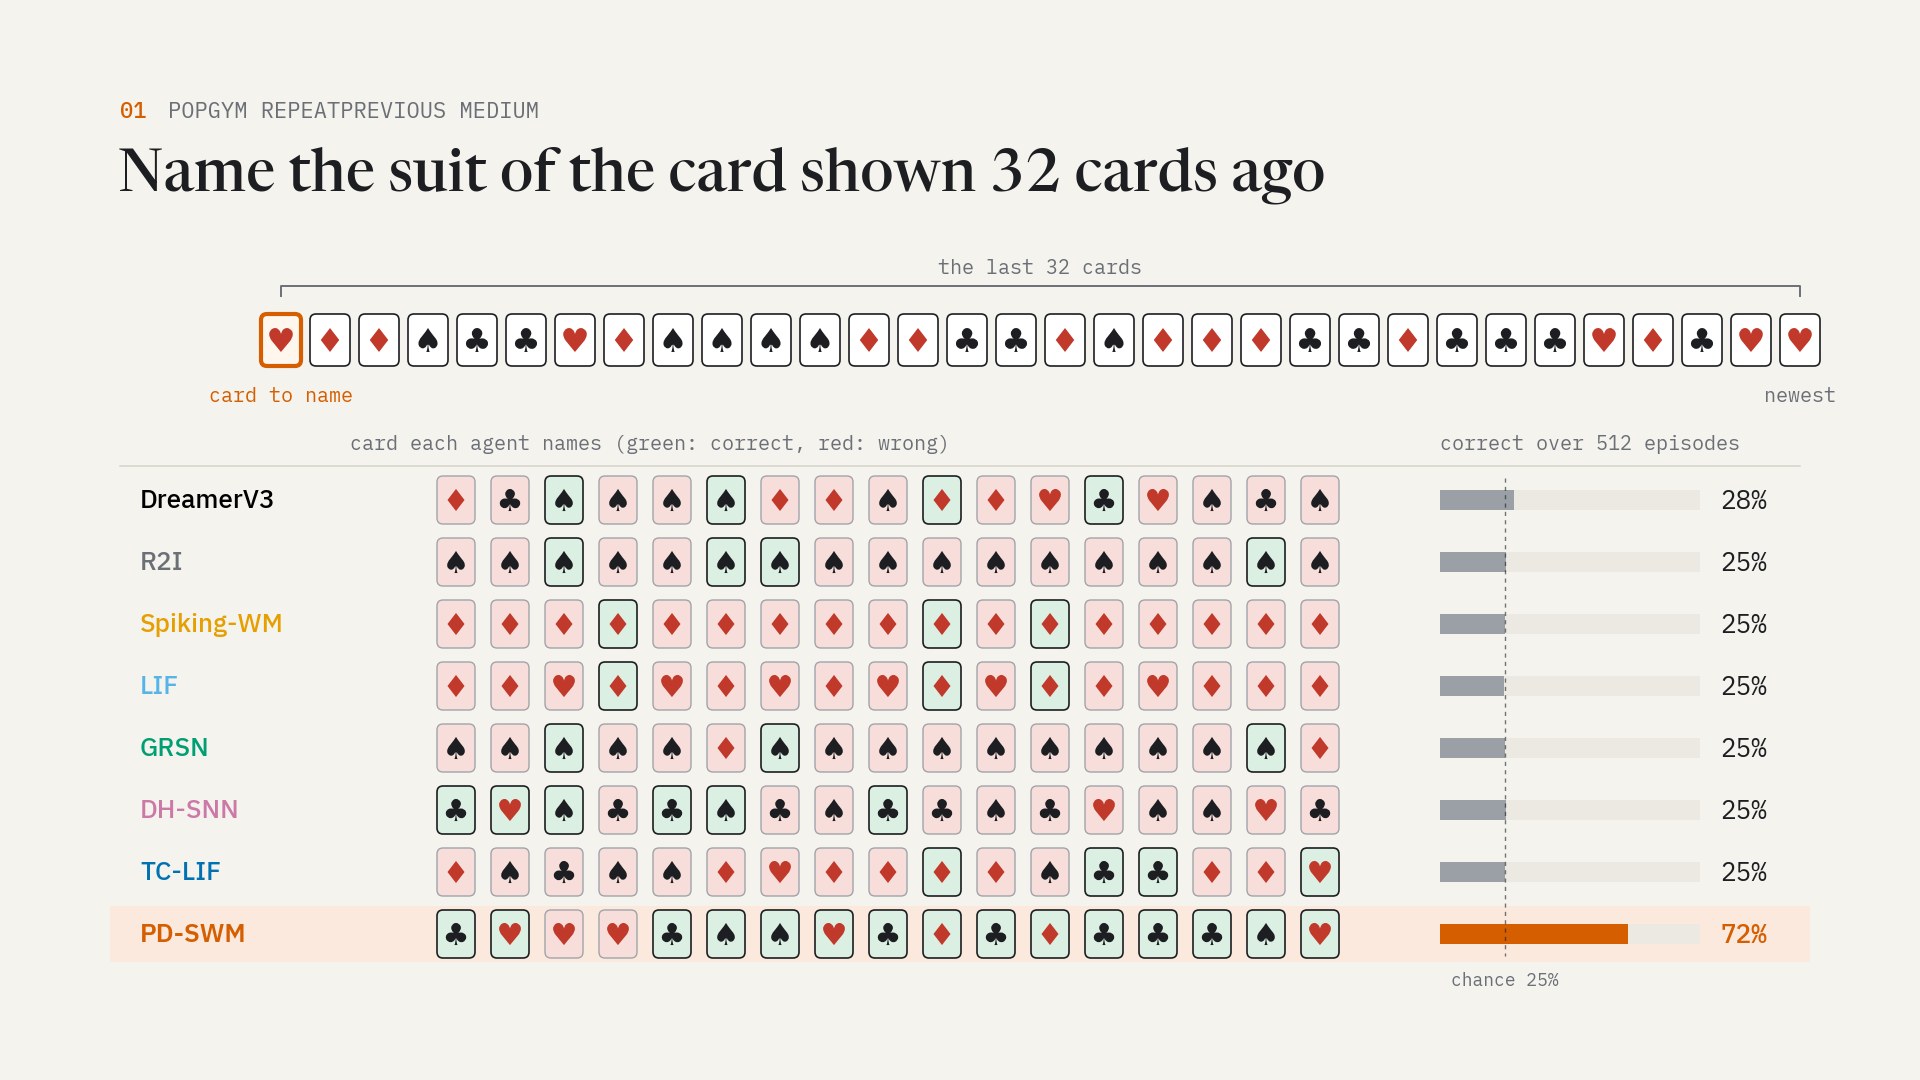 01 POPGYM REPEATPREVIOUS MEDIUM
Name the suit of the card shown 32 cards ago
the last 32 cards
card to name
newest
card each agent names (green: correct, red: wrong)
correct over 512 episodes
DreamerV3 28%
R2I 25%
Spiking-WM 25%
LIF 25%
GRSN 25%
DH-SNN 25%
TC-LIF 25%
PD-SWM 72%
chance 25%